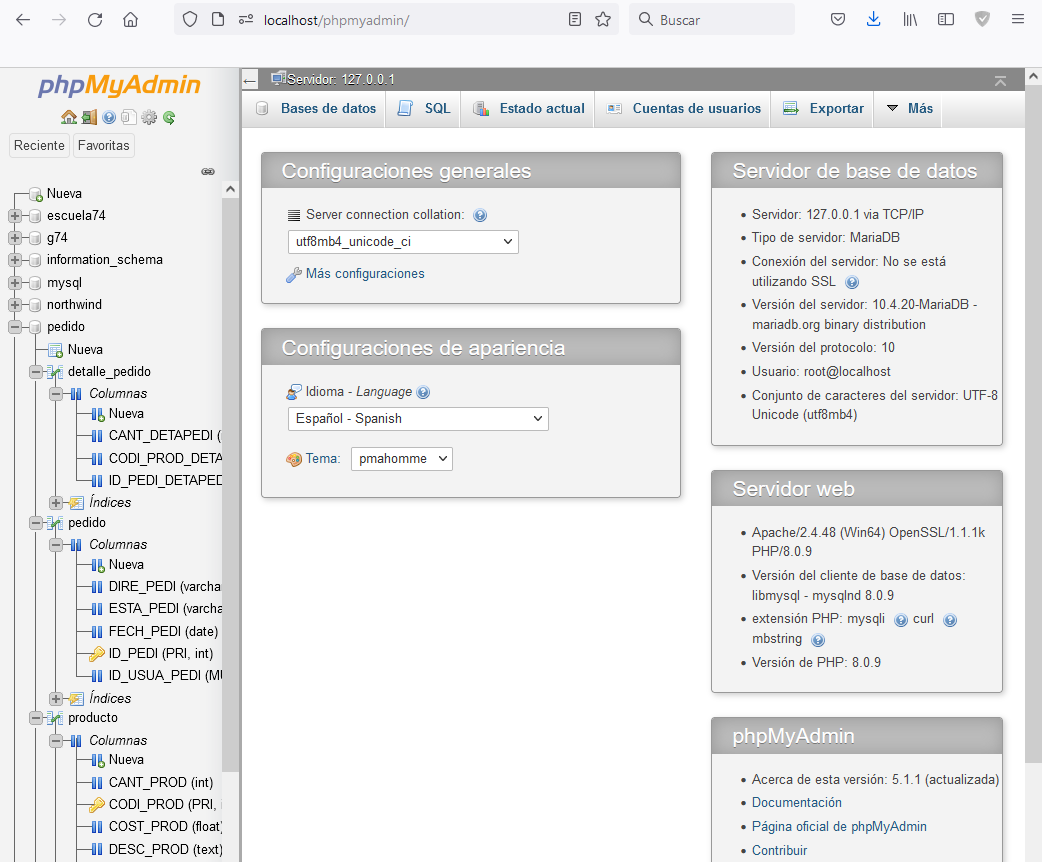 localhost/phpmyadmin/
Buscar
phpMyAdmin
Reciente
Favoritas
Nueva
escuela74
g74
information_schema
mysql
northwind
pedido
Nueva
detalle_pedido
Columnas
Nueva
CANT_DETAPEDI (
CODI_PROD_DETA
ID_PEDI_DETAPED
Índices
pedido
Columnas
Nueva
DIRE_PEDI (varcha
ESTA_PEDI (varcha
FECH_PEDI (date)
ID_PEDI (PRI, int)
ID_USUA_PEDI (MU
Índices
producto
Columnas
Nueva
CANT_PROD (int)
CODI_PROD (PRI,
COST_PROD (float)
DESC_PROD (text)
Servidor: 127.0.0.1
Bases de datos
SQL
Estado actual
Cuentas de usuarios
Exportar
Más
Configuraciones generales
Server connection collation:
utf8mb4_unicode_ci
Más configuraciones
Configuraciones de apariencia
Idioma - Language
Español - Spanish
Tema: pmahomme
Servidor de base de datos
• Servidor: 127.0.0.1 via TCP/IP
• Tipo de servidor: MariaDB
• Conexión del servidor: No se está
utilizando SSL
• Versión del servidor: 10.4.20-MariaDB -
mariadb.org binary distribution
• Versión del protocolo: 10
• Usuario: root@localhost
• Conjunto de caracteres del servidor: UTF-8
Unicode (utf8mb4)
Servidor web
• Apache/2.4.48 (Win64) OpenSSL/1.1.1k
PHP/8.0.9
• Versión del cliente de base de datos:
libmysql - mysqlnd 8.0.9
• extensión PHP: mysqli curl
mbstring
• Versión de PHP: 8.0.9
phpMyAdmin
• Acerca de esta versión: 5.1.1 (actualizada)
• Documentación
• Página oficial de phpMyAdmin
• Contribuir